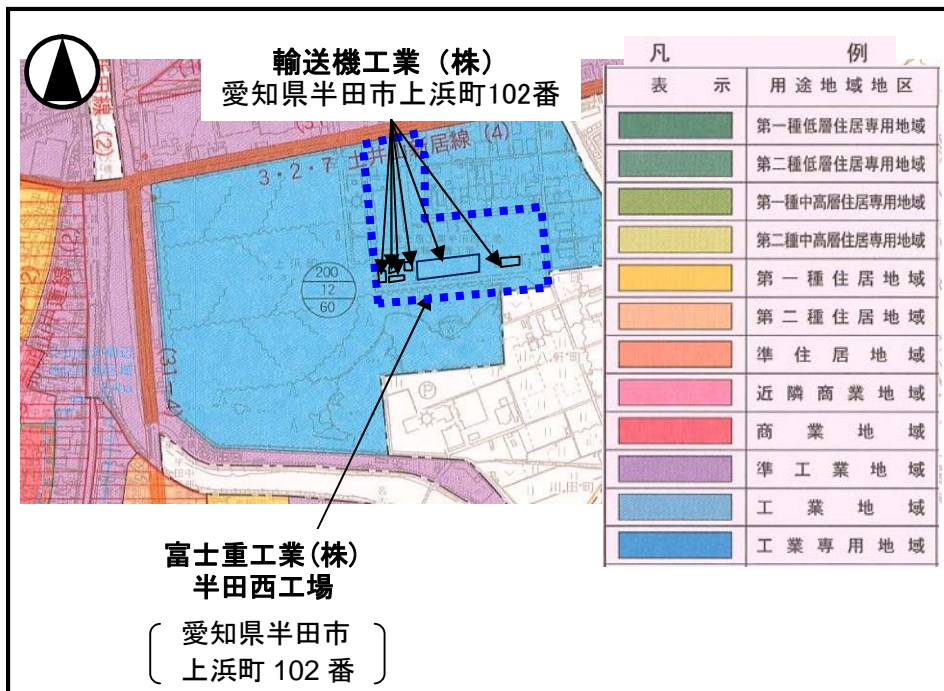 輸送機工業（株）
愛知県半田市上浜町102番
3・2・7
居線 (4)
(2)
200
12
60
P
川田町
富士重工業(株)
半田西工場
愛知県半田市
上浜町 102 番
凡 例
表 示 用途地域地区
第一種低層住居専用地域
第二種低層住居専用地域
第一種中高層住居専用地域
第二種中高層住居専用地域
第一種住居地域
第二種住居地域
準住居地域
近隣商業地域
商業地域
準工業地域
工業地域
工業専用地域